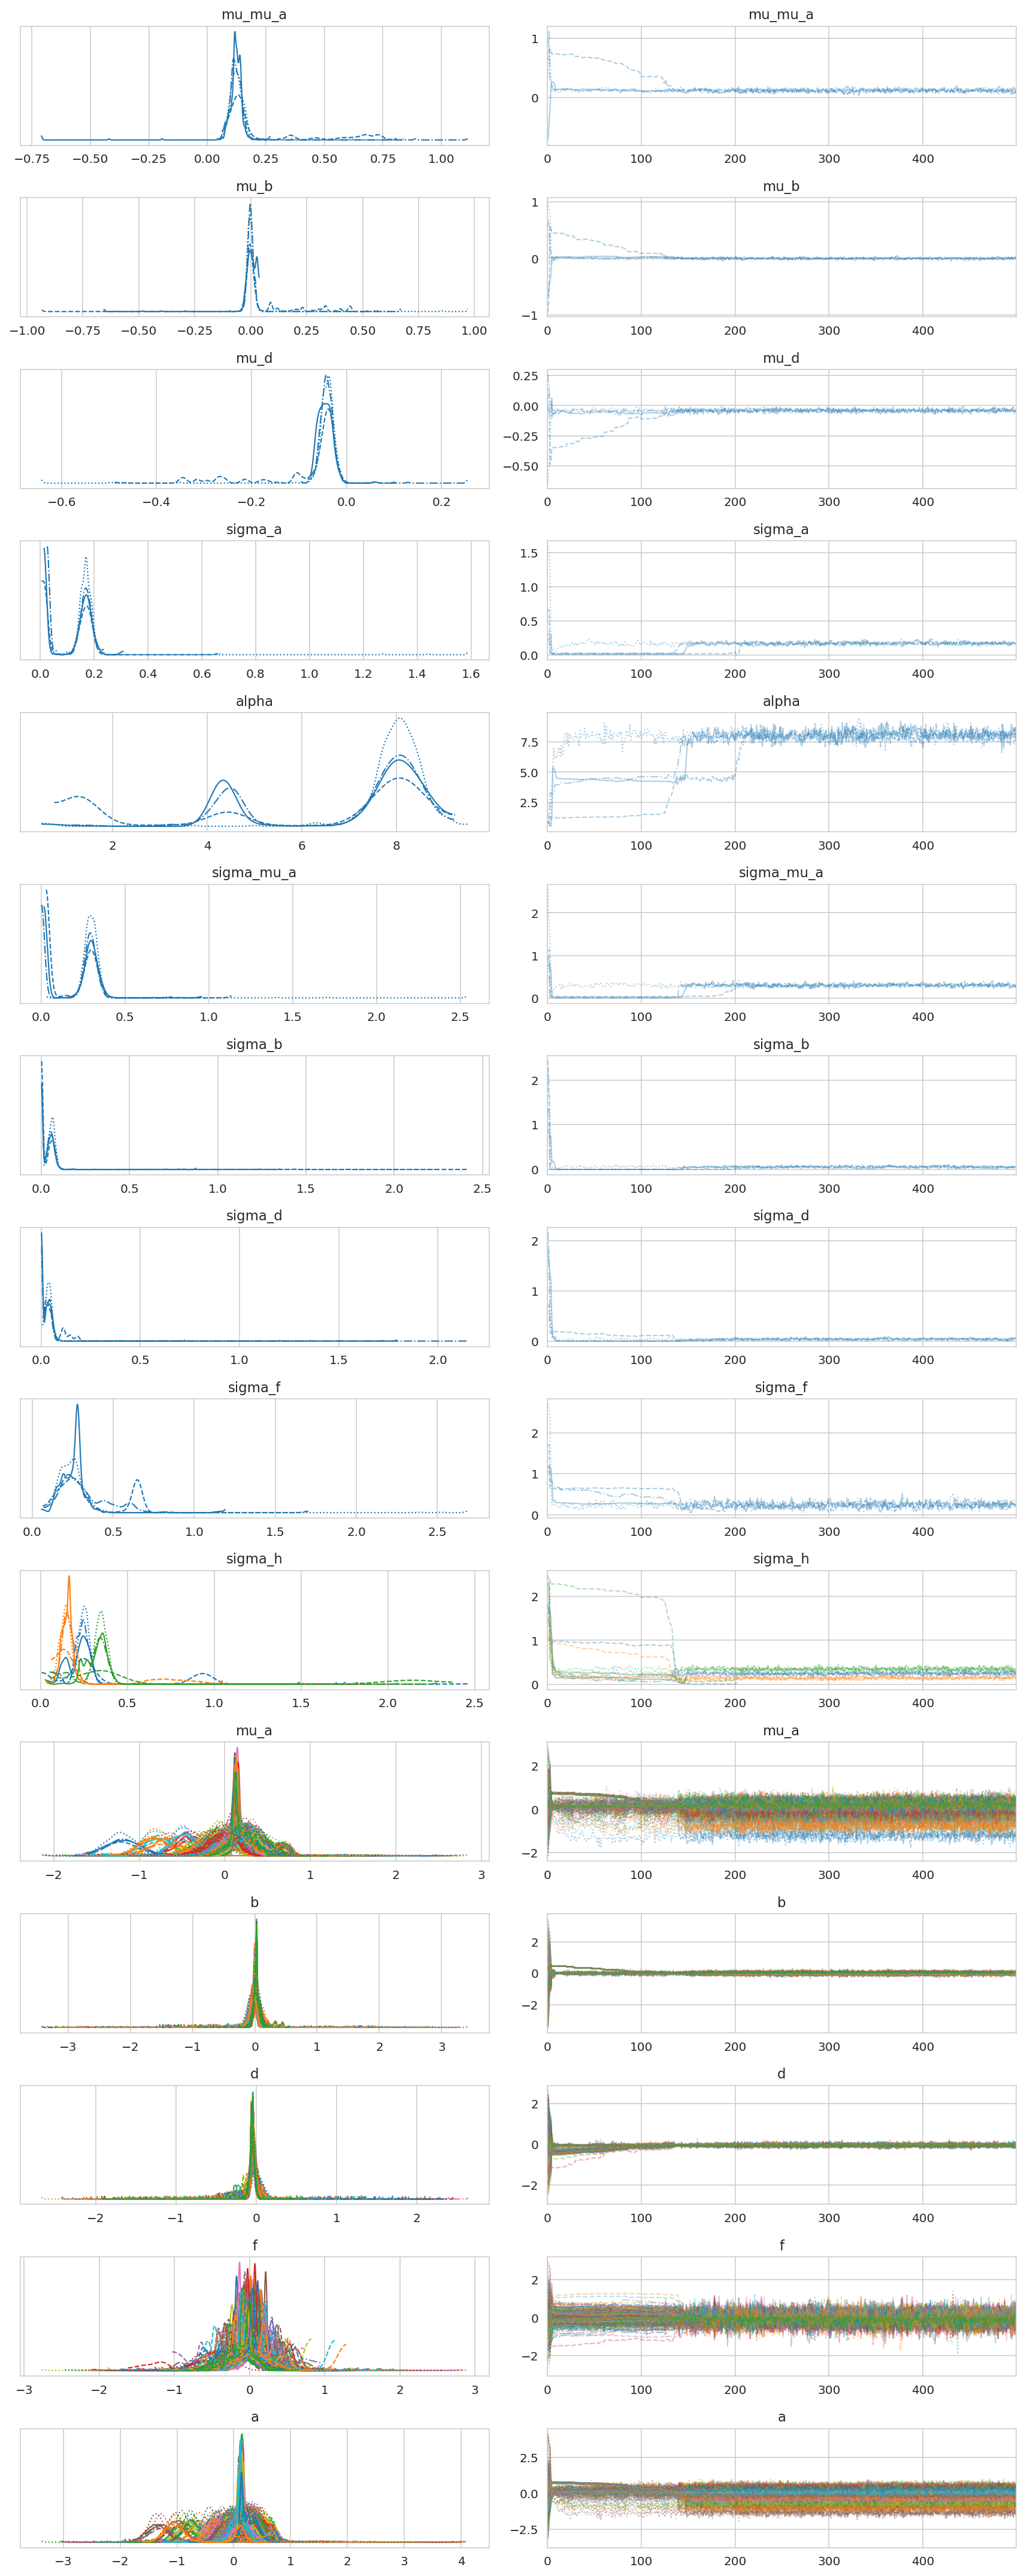 mu_mu_a mu_mu_a
1
0
−0.75 −0.50 −0.25 0.00 0.25 0.50 0.75 1.00 0 100 200 300 400
mu_b mu_b
1
0
−1
−1.00 −0.75 −0.50 −0.25 0.00 0.25 0.50 0.75 1.00 0 100 200 300 400
mu_d mu_d
0.25
0.00
−0.25
−0.50
−0.6 −0.4 −0.2 0.0 0.2 0 100 200 300 400
sigma_a sigma_a
1.5
1.0
0.5
0.0
0.0 0.2 0.4 0.6 0.8 1.0 1.2 1.4 1.6 0 100 200 300 400
alpha alpha
7.5
5.0
2.5
2 4 6 8 0 100 200 300 400
sigma_mu_a sigma_mu_a
2
1
0
0.0 0.5 1.0 1.5 2.0 2.5 0 100 200 300 400
sigma_b sigma_b
2
1
0
0.0 0.5 1.0 1.5 2.0 2.5 0 100 200 300 400
sigma_d sigma_d
2
1
0
0.0 0.5 1.0 1.5 2.0 0 100 200 300 400
sigma_f sigma_f
2
1
0
0.0 0.5 1.0 1.5 2.0 2.5 0 100 200 300 400
sigma_h sigma_h
2
1
0
0.0 0.5 1.0 1.5 2.0 2.5 0 100 200 300 400
mu_a mu_a
2
0
−2
−2 −1 0 1 2 3 0 100 200 300 400
b b
2
0
−2
−3 −2 −1 0 1 2 3 0 100 200 300 400
d d
2
0
−2
−2 −1 0 1 2 0 100 200 300 400
f f
2
0
−2
−3 −2 −1 0 1 2 3 0 100 200 300 400
a a
2.5
0.0
−2.5
−3 −2 −1 0 1 2 3 4 0 100 200 300 400